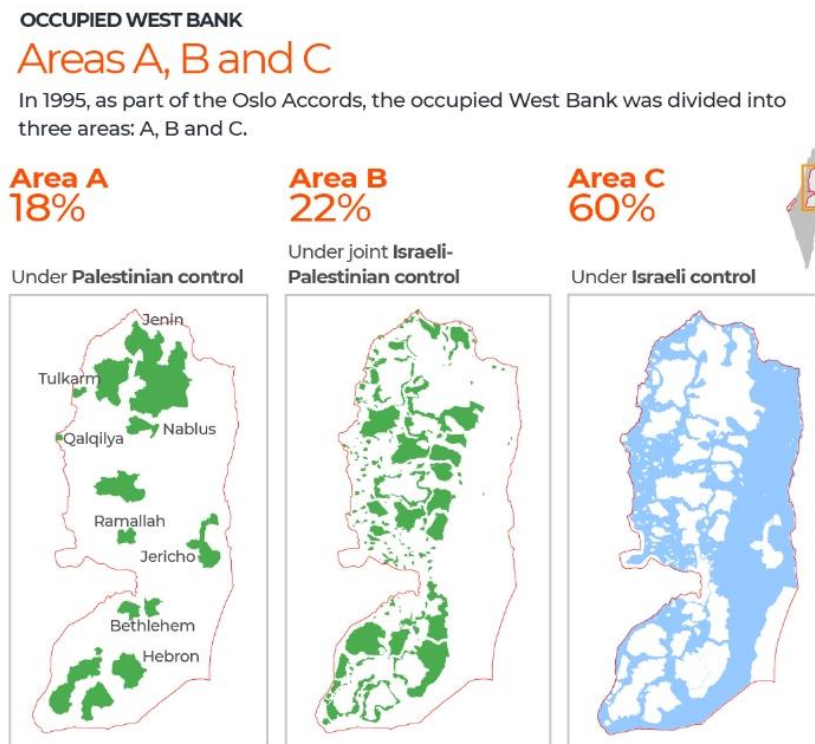 OCCUPIED WEST BANK
Areas A, B and C
In 1995, as part of the Oslo Accords, the occupied West Bank was divided into
three areas: A, B and C.
Area A
18%
Under Palestinian control
Jenin
Tulkarm
Nablus
Qalqilya
Ramallah
Jericho
Bethlehem
Hebron
Area B
22%
Under joint Israeli-
Palestinian control
Area C
60%
Under Israeli control